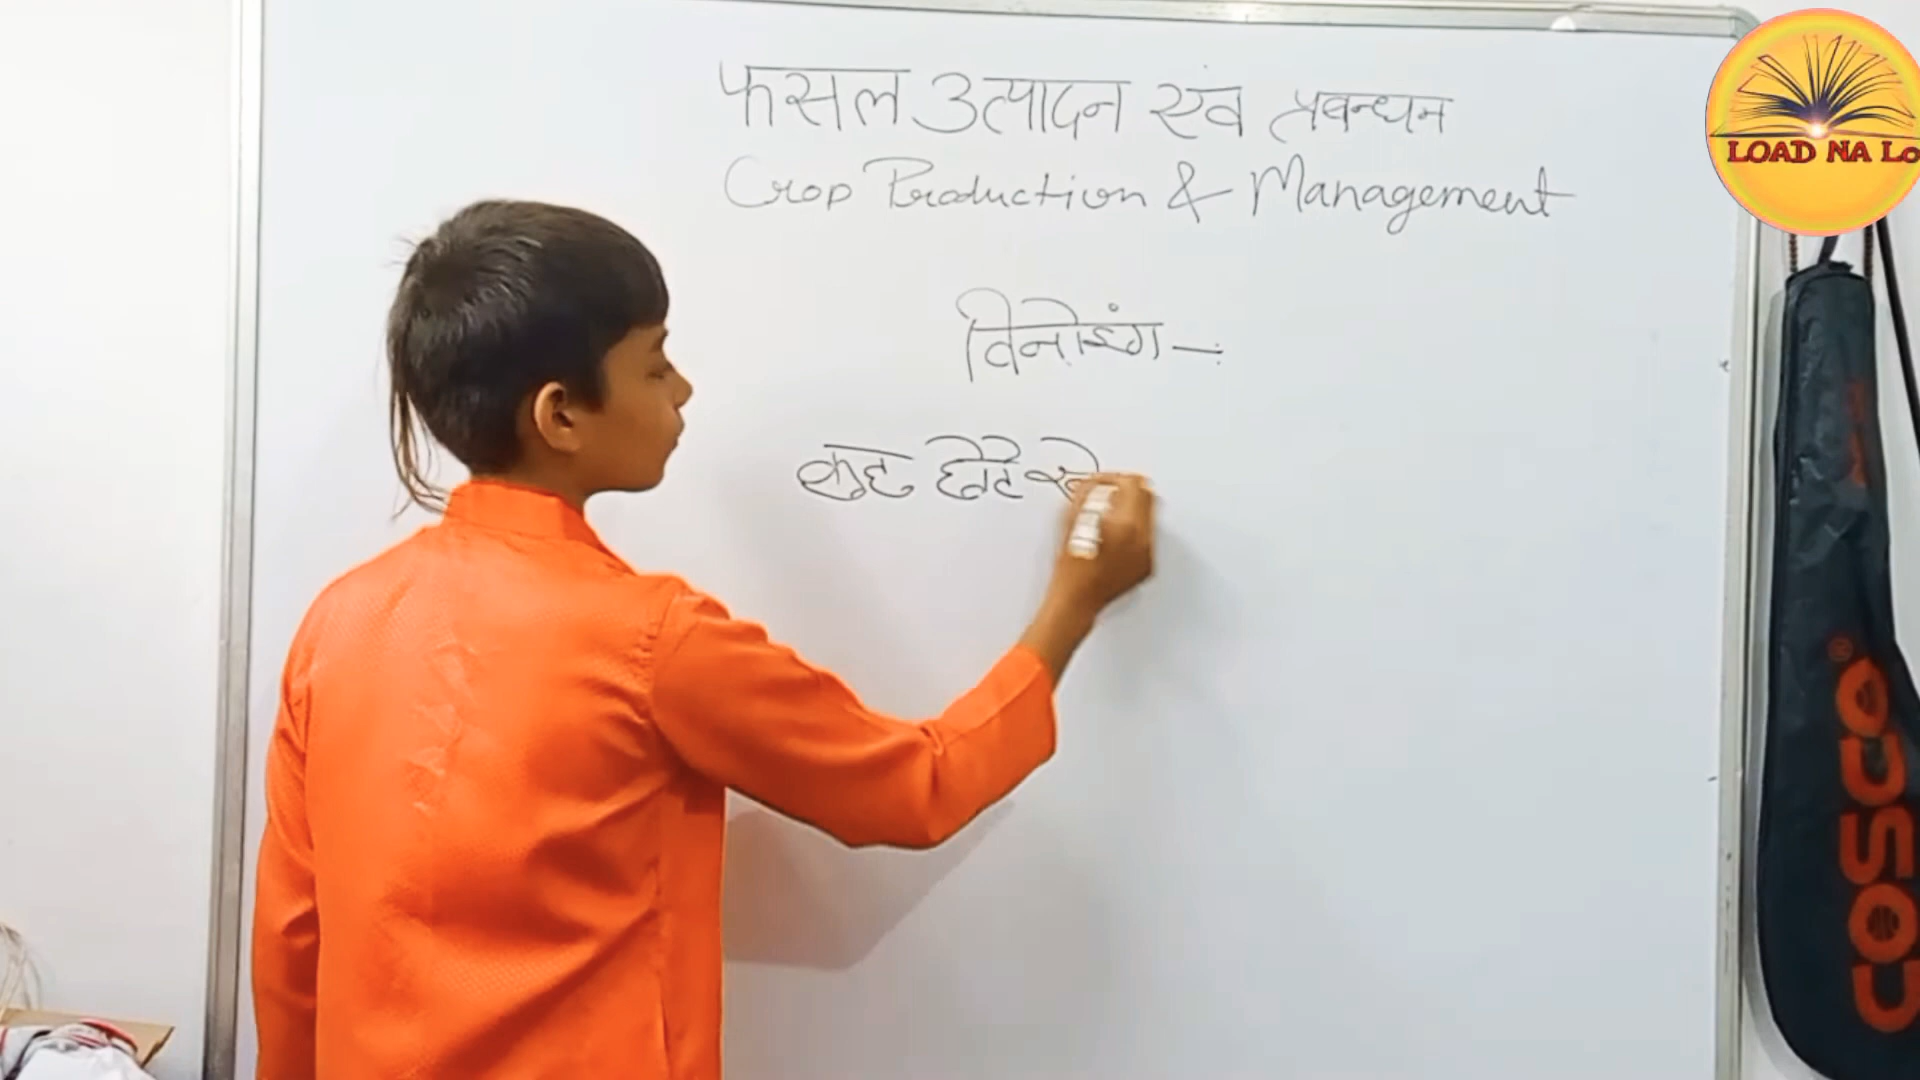 फसल उत्पादन एवं प्रबन्धन
Crop Production & Management
विनोइंग -:
कुछ छोटे खे
LOAD NA LO
COSCO